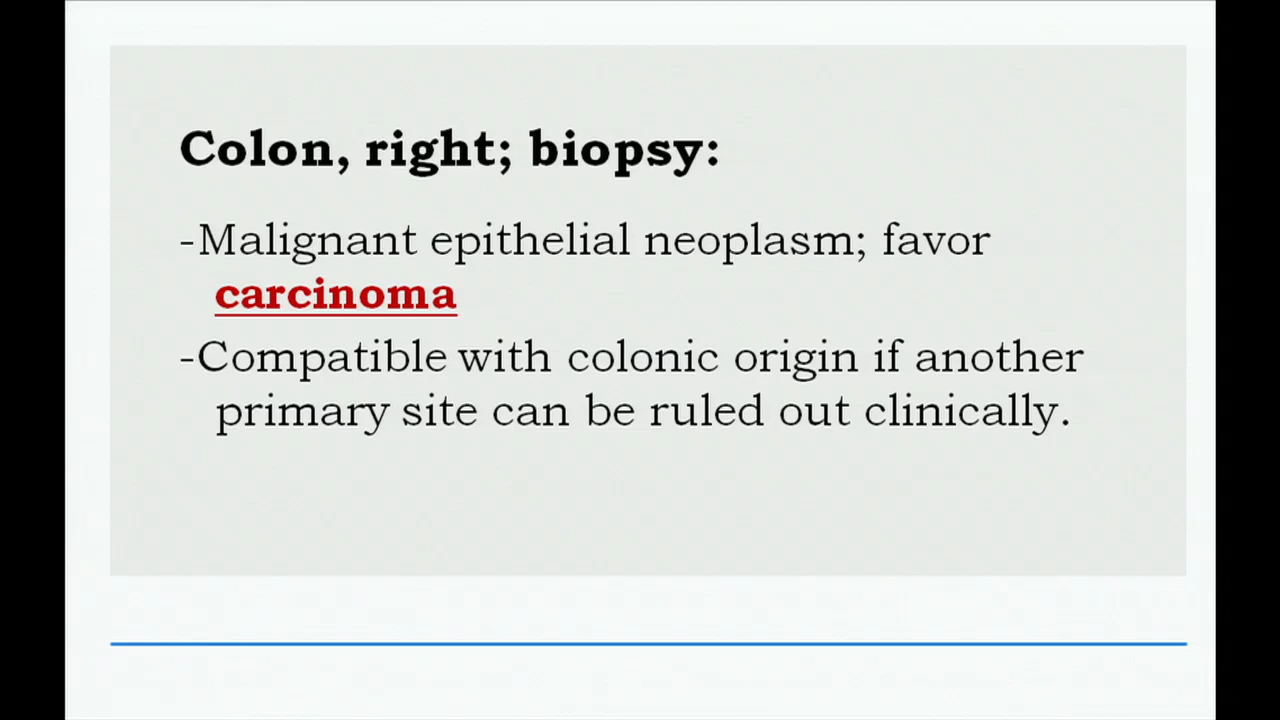 Colon, right; biopsy:
-Malignant epithelial neoplasm; favor
carcinoma
-Compatible with colonic origin if another
primary site can be ruled out clinically.